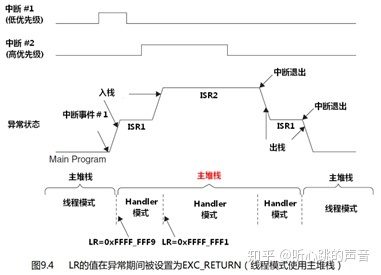 中断 #1
(低优先级)
中断 #2
(高优先级)
入栈
ISR2
中断退出
中断事件#1
异常状态
ISR1
ISR1
中断退出
出栈
Main Program
主堆栈
主堆栈
主堆栈
线程模式
Handler
模式
Handler
模式
Handler
模式
线程模式
LR=0xFFFF_FFF9
LR=0xFFFF_FFF1
知乎 @听心跳的声音
图9.4 LR的值在异常期间被设置为EXC_RETURN（线程模式使用主堆栈）